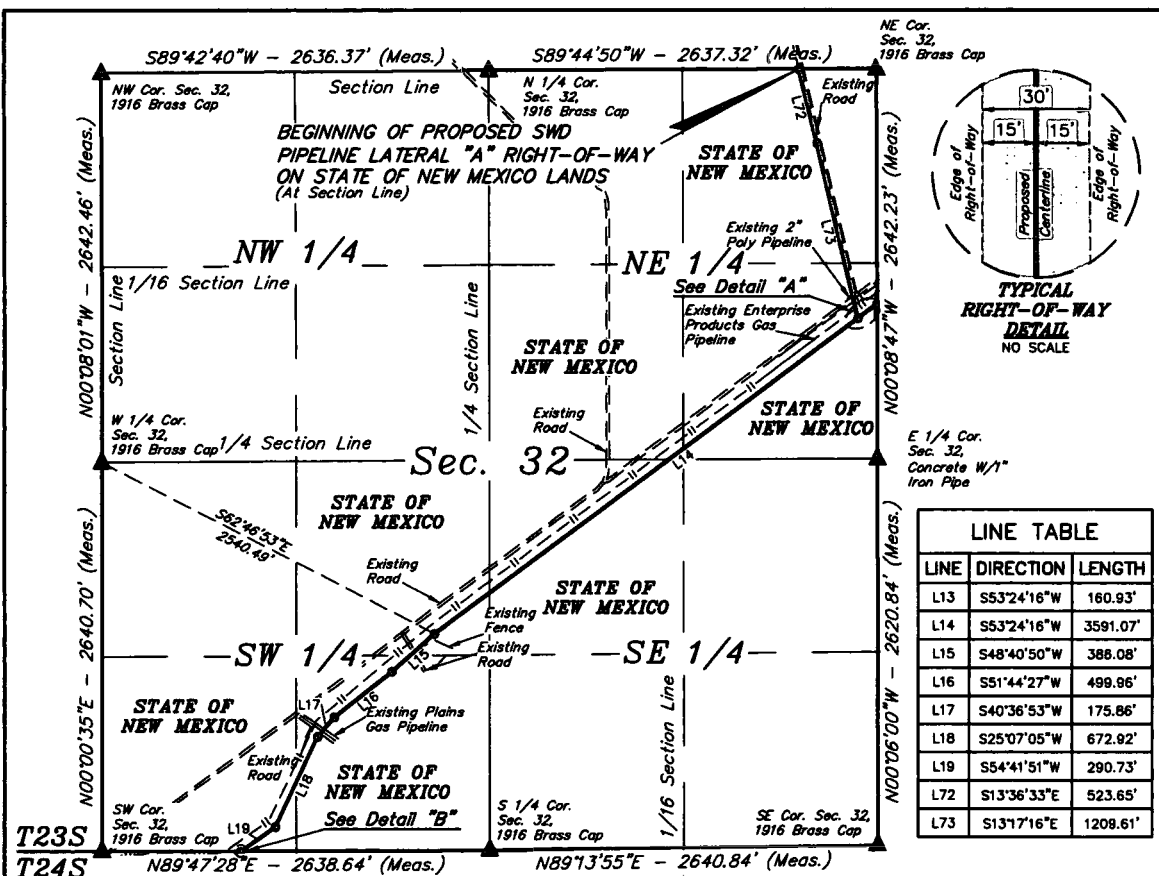 S89°42'40"W - 2636.37' (Meas.)
S89°44'50"W - 2637.32' (Meas.)
NE Cor.
Sec. 32,
1916 Brass Cap
NW Cor. Sec. 32,
1916 Brass Cap
Section Line
N 1/4 Cor.
Sec. 32,
1916 Brass Cap
L72
Existing
Road
BEGINNING OF PROPOSED SWD
PIPELINE LATERAL "A" RIGHT-OF-WAY
ON STATE OF NEW MEXICO LANDS
(At Section Line)
STATE OF
NEW MEXICO
30'
15'
15'
Edge of
Right-of-Way
Proposed
Centerline
Edge of
Right-of-Way
TYPICAL
RIGHT-OF-WAY
DETAIL
NO SCALE
N00°08'01"W - 2642.46' (Meas.)
Section Line
NW 1/4
1/16 Section Line
1/4 Section Line
NE 1/4
L73
Existing 2"
Poly Pipeline
See Detail "A"
Existing Enterprise
Products Gas
Pipeline
N00°08'47"W - 2642.23' (Meas.)
STATE OF
NEW MEXICO
STATE OF
NEW MEXICO
Existing
Road
W 1/4 Cor.
Sec. 32,
1916 Brass Cap
1/4 Section Line
Sec. 32
L14
E 1/4 Cor.
Sec. 32,
Concrete W/1"
Iron Pipe
S62°46'53"E
2540.49'
STATE OF
NEW MEXICO
Existing
Road
STATE OF
NEW MEXICO
Existing
Fence
Existing
Road
L15
SW 1/4
SE 1/4
N00°00'35"E - 2640.70' (Meas.)
N00°06'00"W - 2620.84' (Meas.)
L16
L17
STATE OF
NEW MEXICO
Existing Plains
Gas Pipeline
Existing
Road
L18
STATE OF
NEW MEXICO
1/16 Section Line
L19
See Detail "B"
SW Cor.
Sec. 32,
1916 Brass Cap
S 1/4 Cor.
Sec. 32,
1916 Brass Cap
SE Cor. Sec. 32,
1916 Brass Cap
T23S
T24S
N89°47'28"E - 2638.64' (Meas.)
N89°13'55"E - 2640.84' (Meas.)
LINE TABLE
LINE DIRECTION LENGTH
L13 S53°24'16"W 160.93'
L14 S53°24'16"W 3591.07'
L15 S48°40'50"W 388.08'
L16 S51°44'27"W 499.96'
L17 S40°36'53"W 175.86'
L18 S25°07'05"W 672.92'
L19 S54°41'51"W 290.73'
L72 S13°36'33"E 523.65'
L73 S13°17'16"E 1209.61'